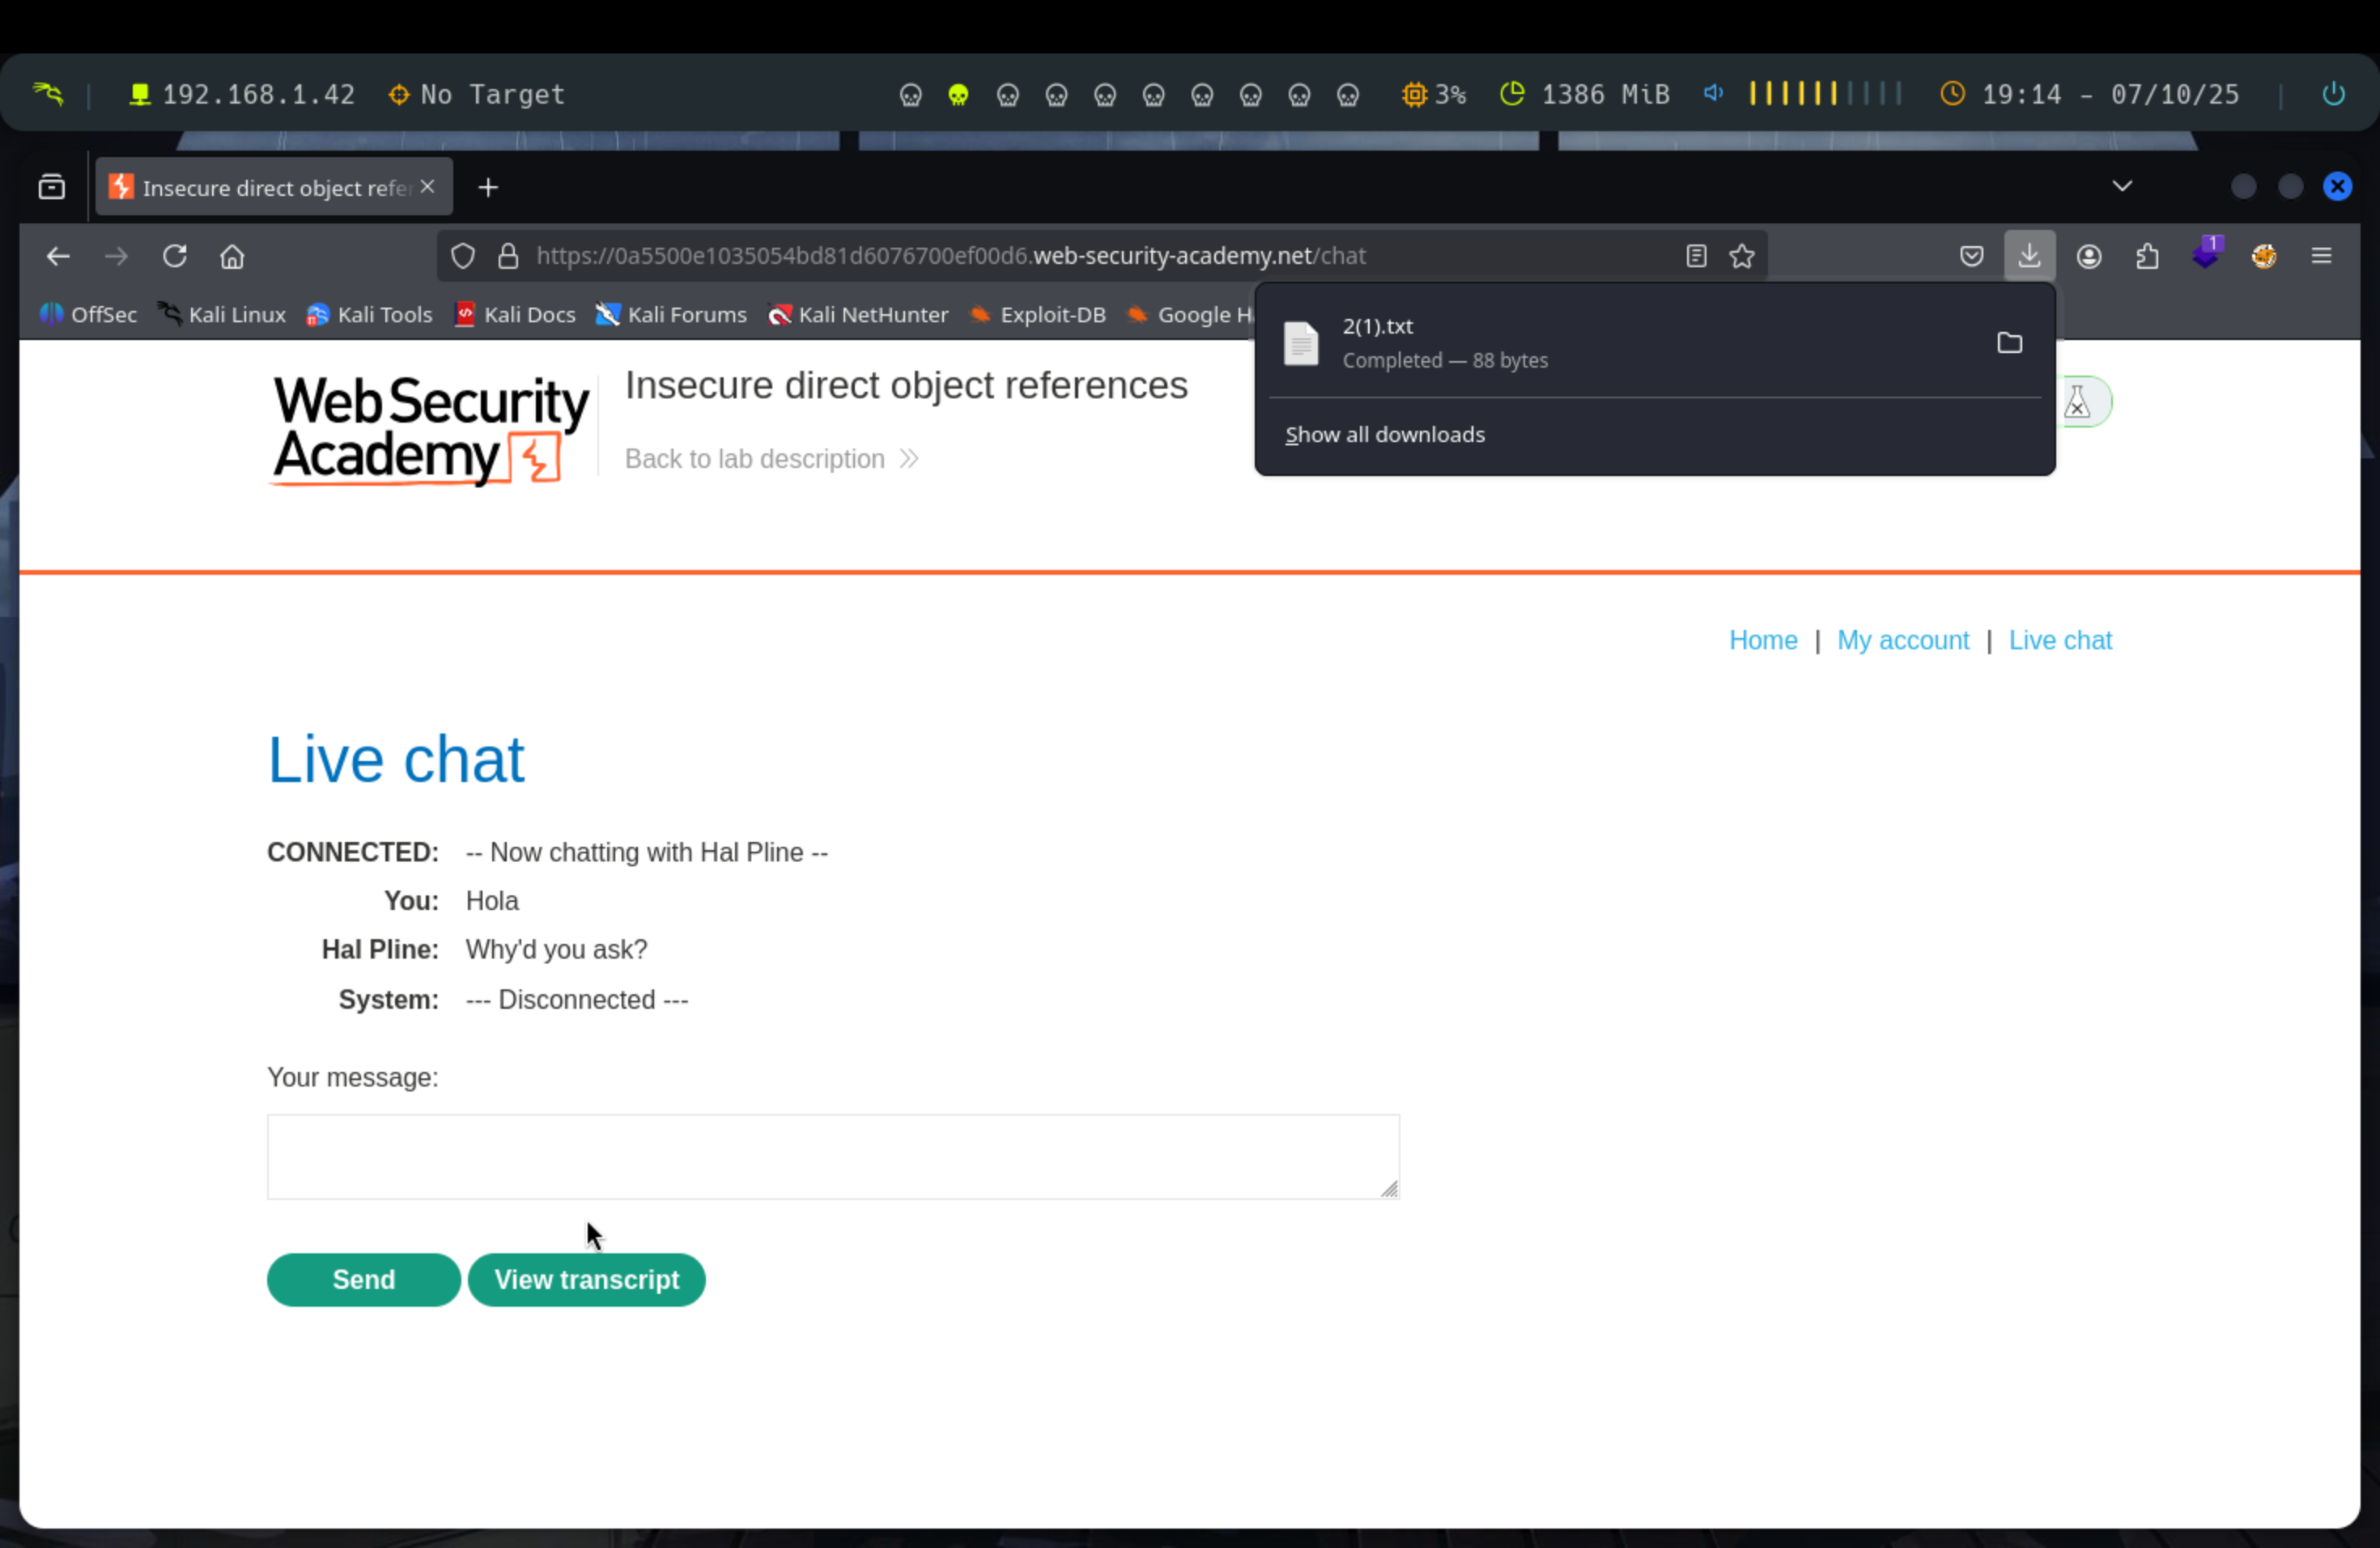 192.168.1.42 No Target 3% 1386 MiB 19:14 - 07/10/25
Insecure direct object refer
https://0a5500e1035054bd81d6076700ef00d6.web-security-academy.net/chat 1
OffSec Kali Linux Kali Tools Kali Docs Kali Forums Kali NetHunter Exploit-DB Google H
2(1).txt
Completed — 88 bytes
Show all downloads
Web Security
Academy
Insecure direct object references
Back to lab description
Home | My account | Live chat
Live chat
CONNECTED: -- Now chatting with Hal Pline --
You: Hola
Hal Pline: Why'd you ask?
System: --- Disconnected ---
Your message:
Send View transcript